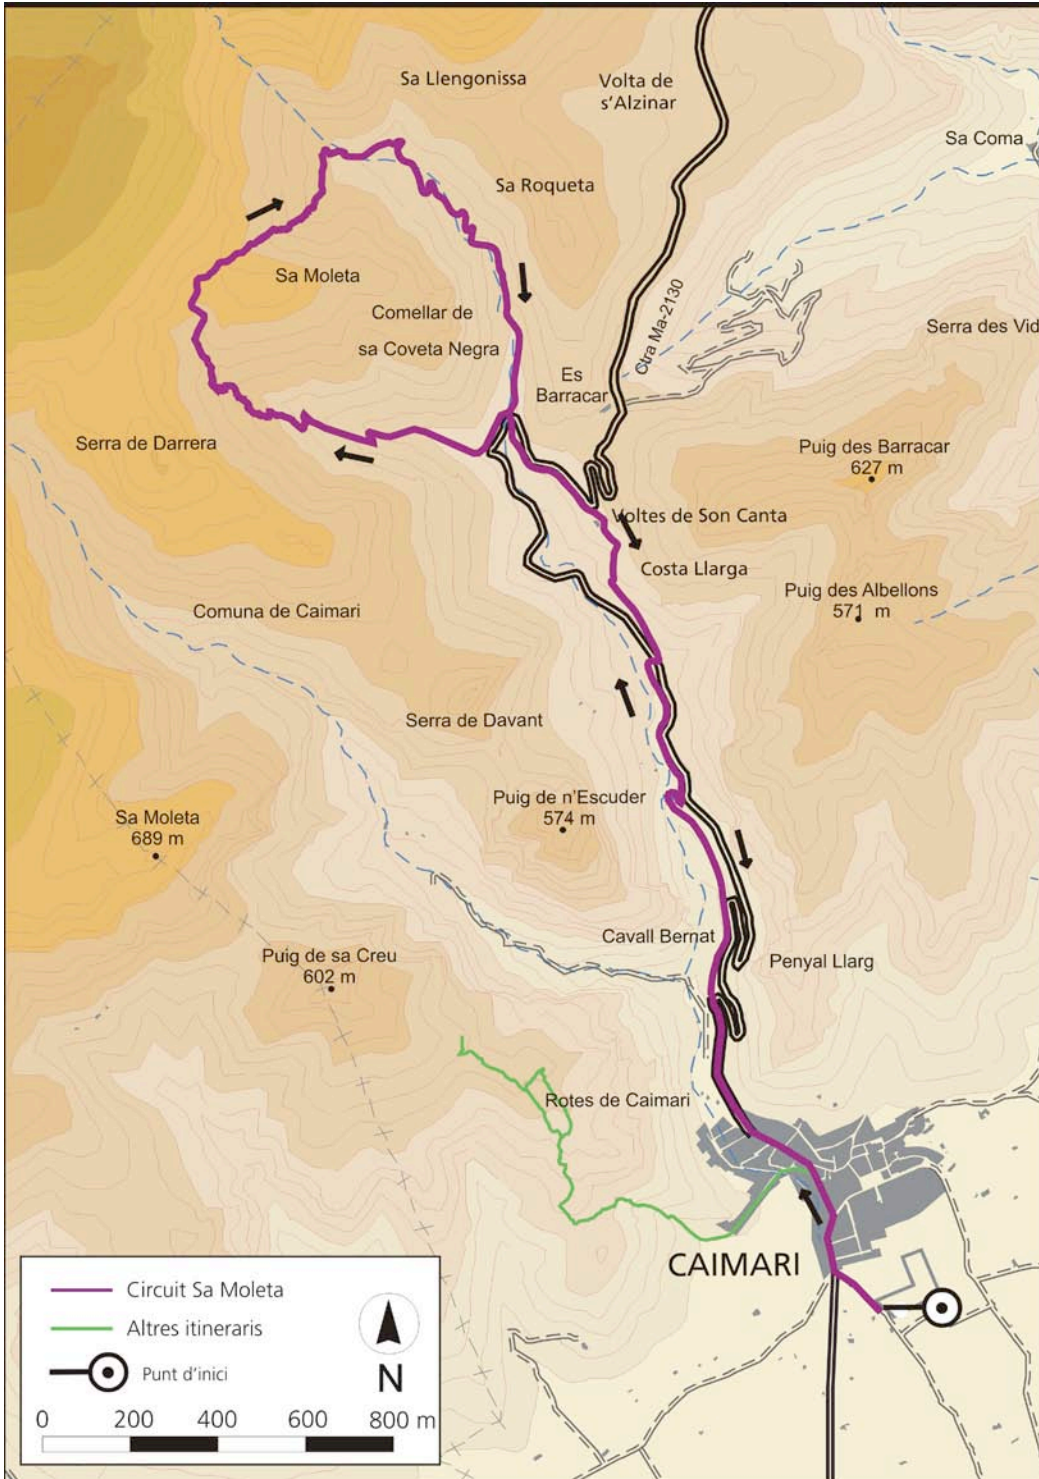 Sa Llengonissa
Volta de
s'Alzinar
Sa Coma
Sa Roqueta
Sa Moleta
Comellar de
sa Coveta Negra
Ctra Ma-2130
Serra des Vid
Es
Barracar
Serra de Darrera
Puig des Barracar
627 m
Voltes de Son Canta
Costa Llarga
Puig des Albellons
571 m
Comuna de Caimari
Serra de Davant
Puig de n'Escuder
574 m
Sa Moleta
689 m
Cavall Bernat
Penyal Llarg
Puig de sa Creu
602 m
Rotes de Caimari
CAIMARI
Circuit Sa Moleta
Altres itineraris
Punt d'inici
N
0 200 400 600 800 m